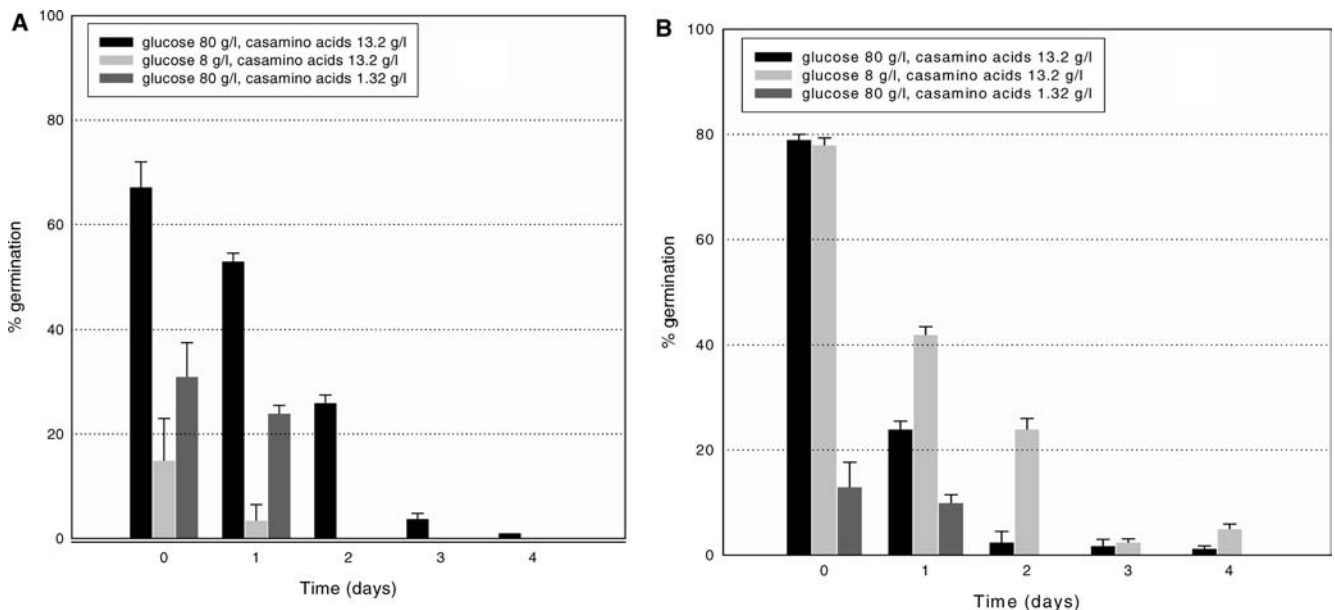 A
100
80
60
40
20
0
% germination
glucose 80 g/l, casamino acids 13.2 g/l
glucose 8 g/l, casamino acids 13.2 g/l
glucose 80 g/l, casamino acids 1.32 g/l
0 1 2 3 4
Time (days)
B
100
80
60
40
20
0
% germination
glucose 80 g/l, casamino acids 13.2 g/l
glucose 8 g/l, casamino acids 13.2 g/l
glucose 80 g/l, casamino acids 1.32 g/l
0 1 2 3 4
Time (days)